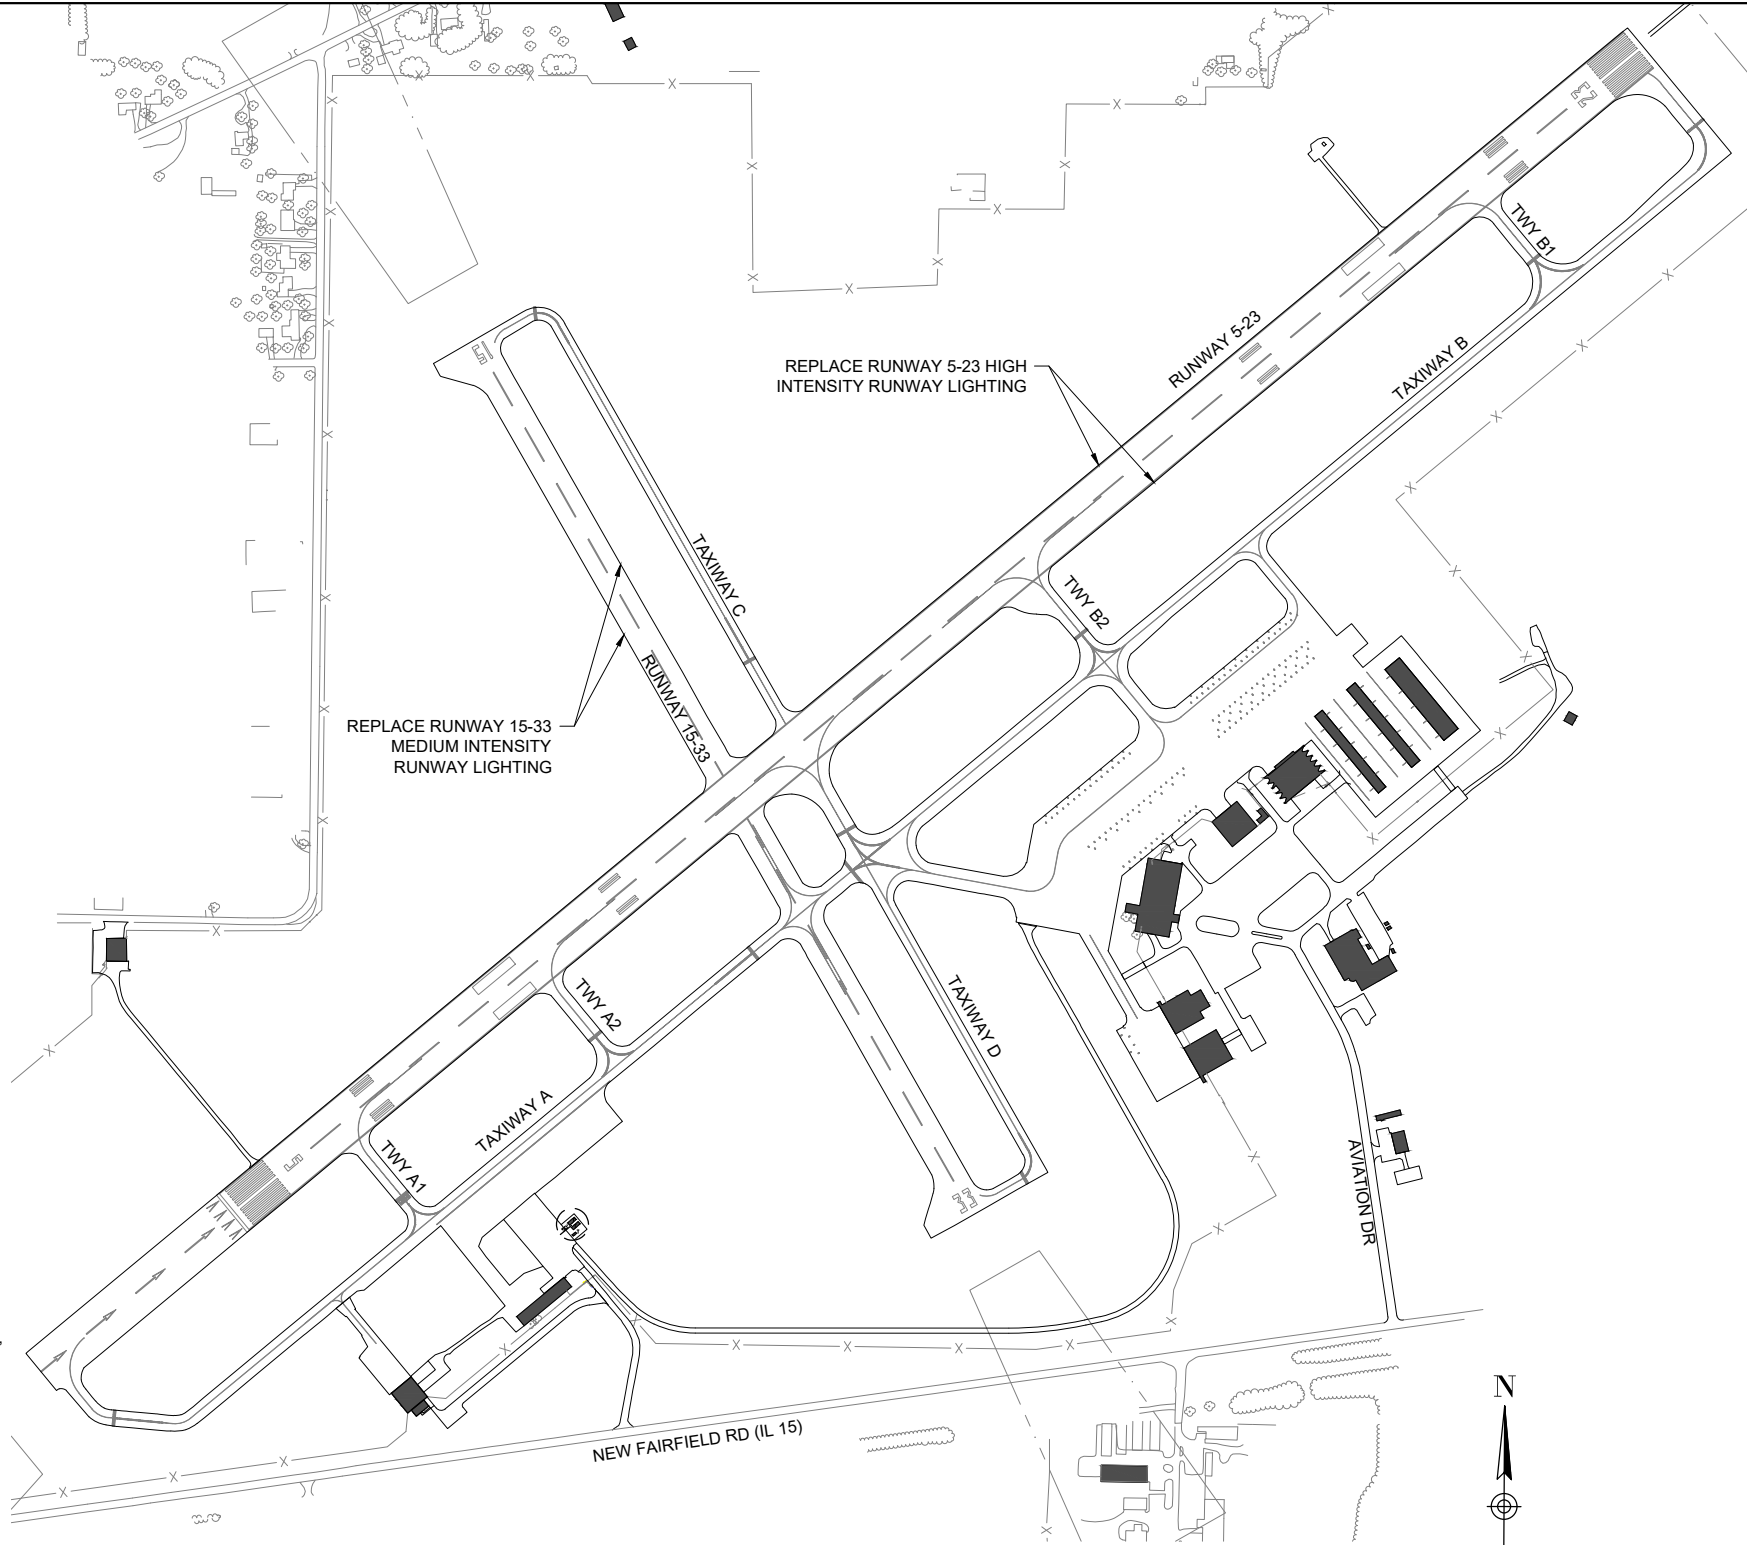 23
TWY B1
RUNWAY 5-23
15
REPLACE RUNWAY 5-23 HIGH
INTENSITY RUNWAY LIGHTING
TAXIWAY B
TAXIWAY C
TWY B2
RUNWAY 15-33
REPLACE RUNWAY 15-33
MEDIUM INTENSITY
RUNWAY LIGHTING
TWY A2
TAXIWAY D
TAXIWAY A
5
TWY A1
33
AVIATION DR
N
NEW FAIRFIELD RD (IL 15)